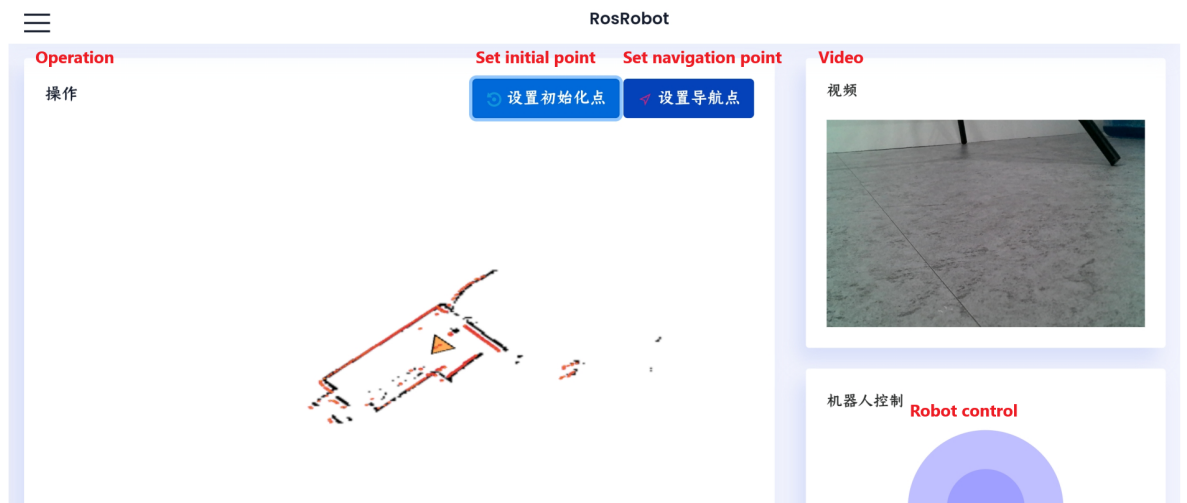 RosRobot
Operation
Set initial point
Set navigation point
操作
设置初始化点
设置导航点
Video
视频
机器人控制
Robot control